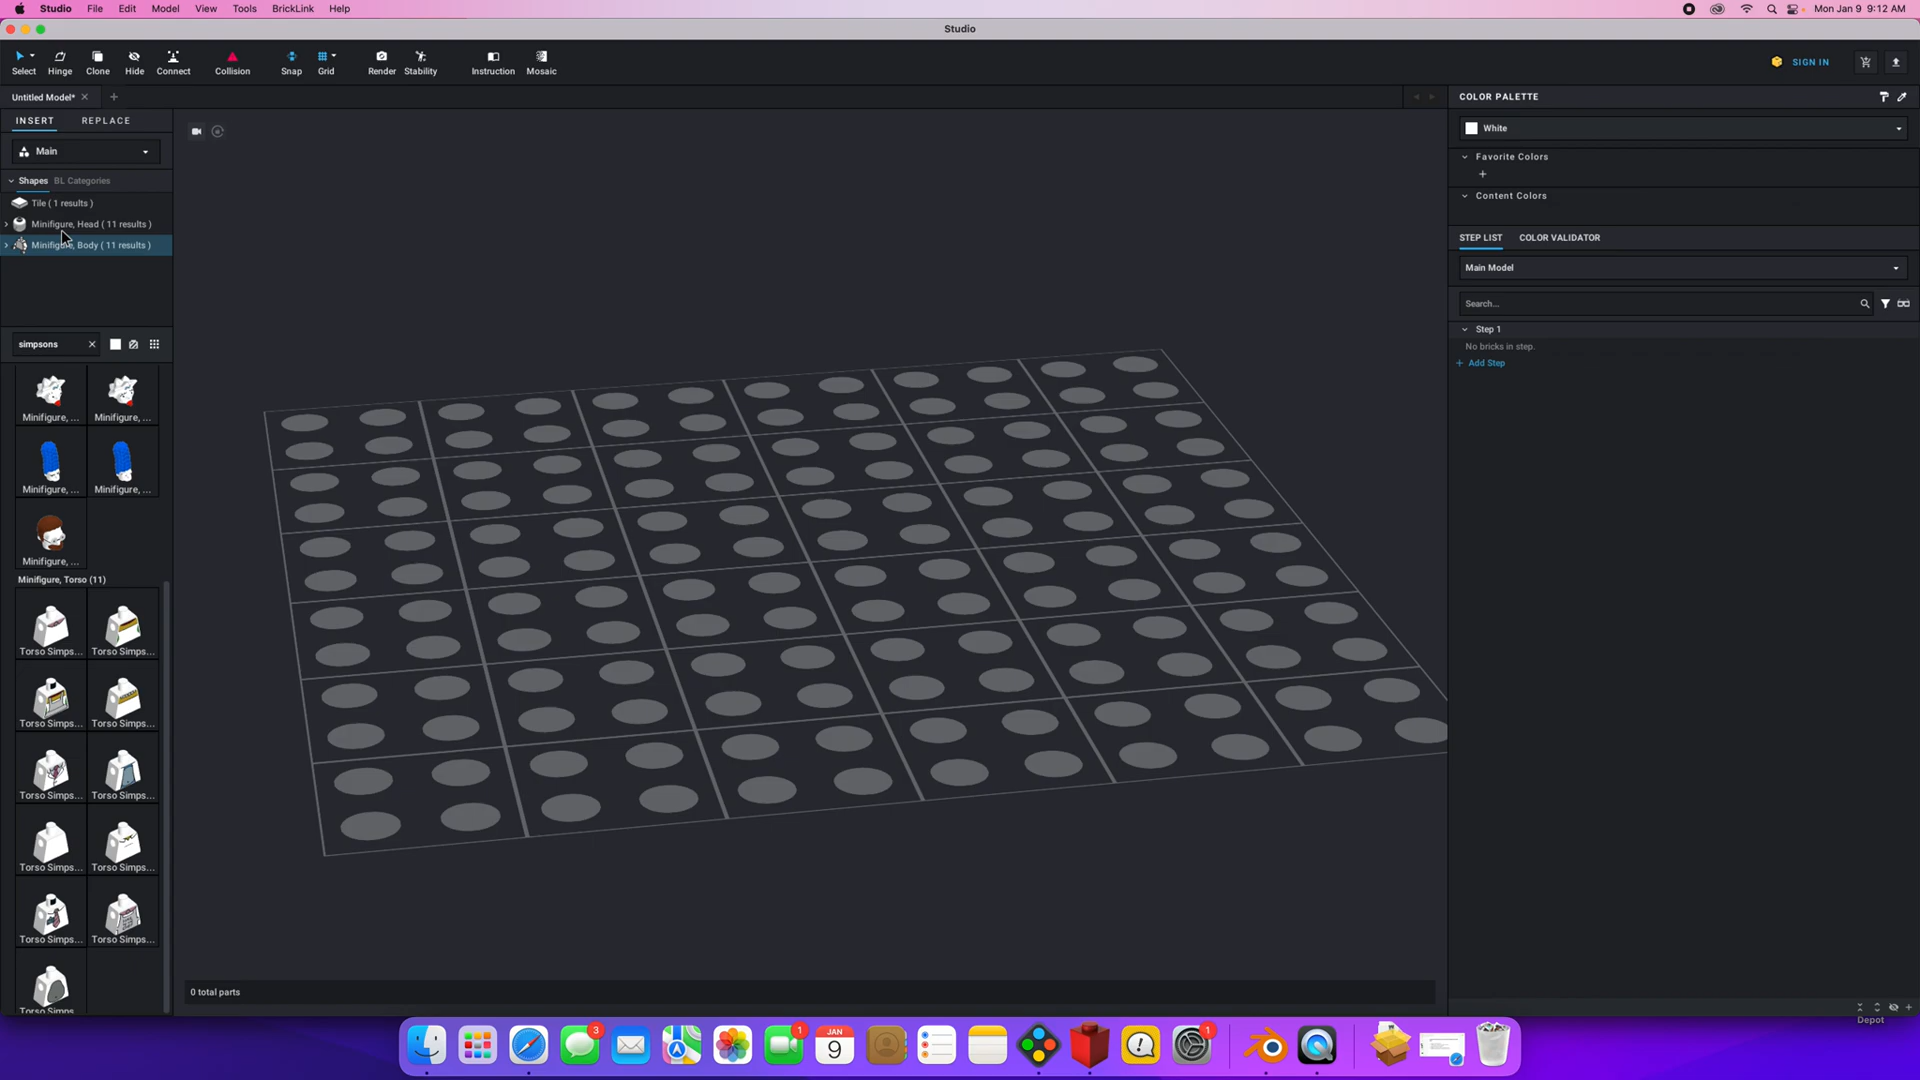 Studio File Edit Model View Tools BrickLink Help Mon Jan 9 9:12 AM
Studio
Select Hinge Clone Hide Connect Collision Snap Grid Render Stability Instruction Mosaic SIGN IN
Untitled Model*
INSERT REPLACE
Main
Shapes BL Categories
Tile ( 1 results )
Minifigure, Head ( 11 results )
Minifigure, Body ( 11 results )
simpsons
Minifigure, ... Minifigure, ...
Minifigure, ... Minifigure, ...
Minifigure, ...
Minifigure, Torso (11)
Torso Simps... Torso Simps...
Torso Simps... Torso Simps...
Torso Simps... Torso Simps...
Torso Simps... Torso Simps...
Torso Simps... Torso Simps...
Torso Simps...
0 total parts
COLOR PALETTE
White
Favorite Colors
Content Colors
STEP LIST COLOR VALIDATOR
Main Model
Search...
Step 1
No bricks in step.
+ Add Step
Depot
3
1
JAN
9
1